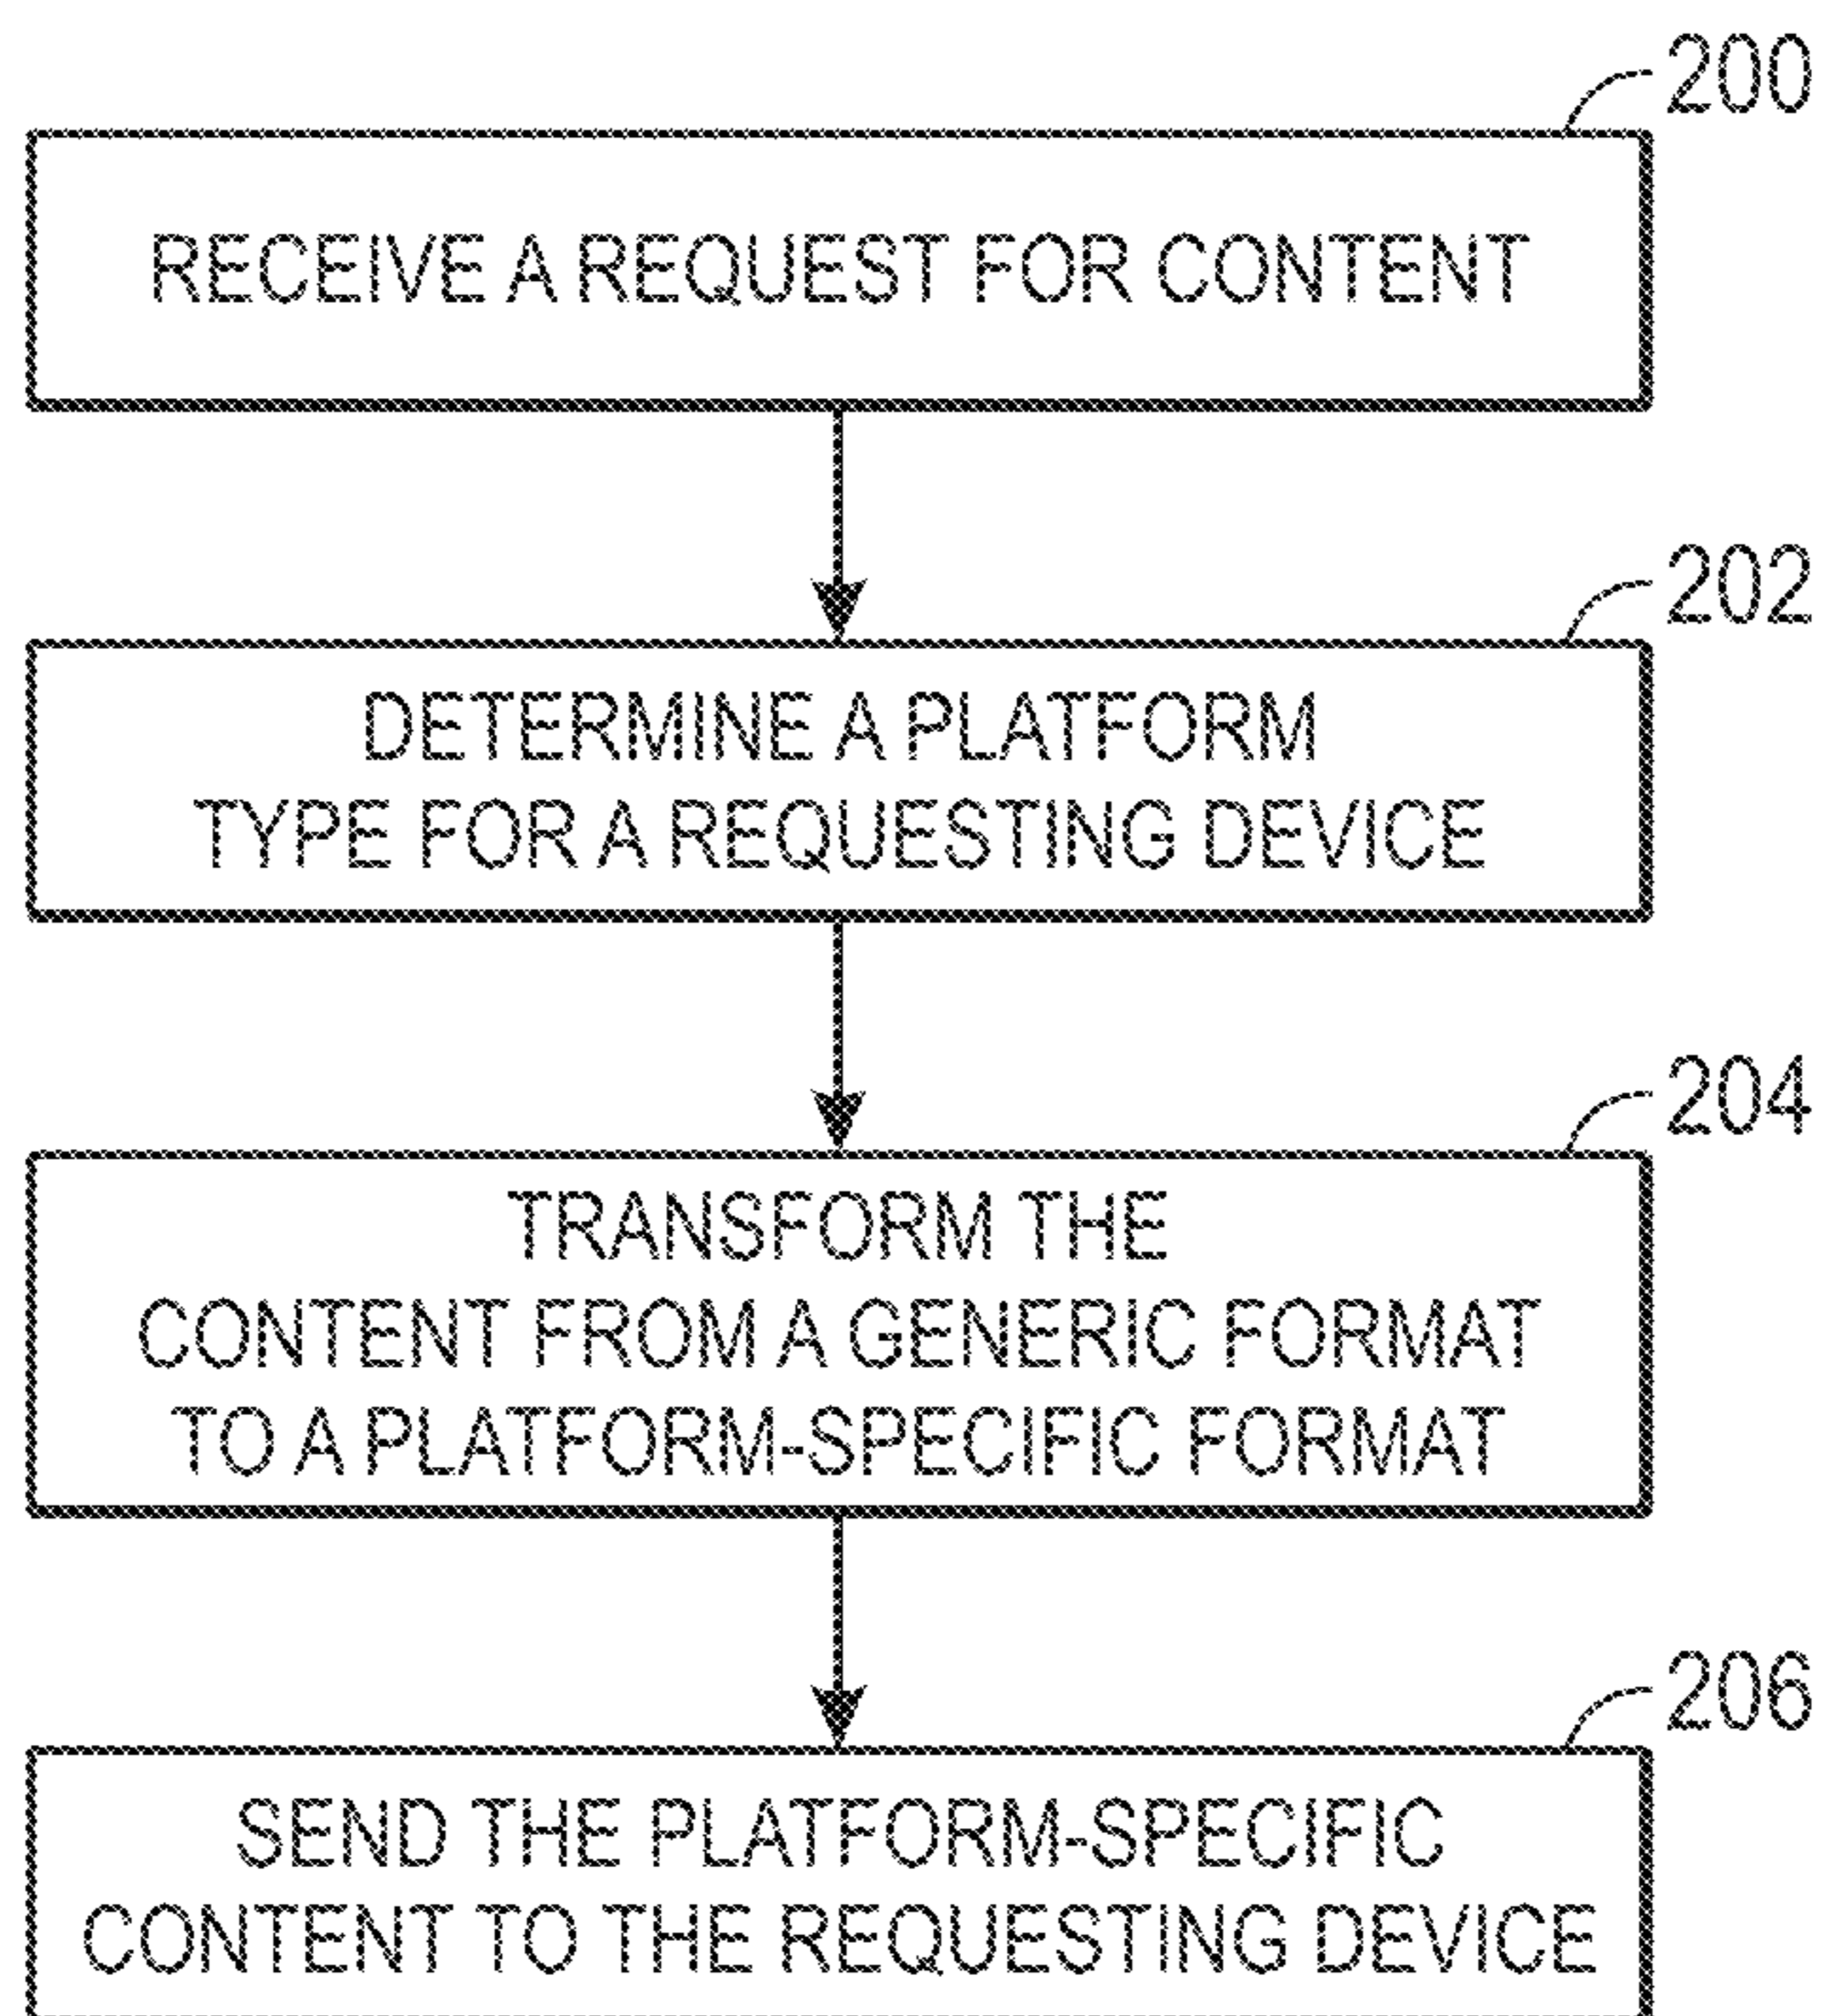 200
RECEIVE A REQUEST FOR CONTENT
202
DETERMINE A PLATFORM
TYPE FOR A REQUESTING DEVICE
204
TRANSFORM THE
CONTENT FROM A GENERIC FORMAT
TO A PLATFORM-SPECIFIC FORMAT
206
SEND THE PLATFORM-SPECIFIC
CONTENT TO THE REQUESTING DEVICE